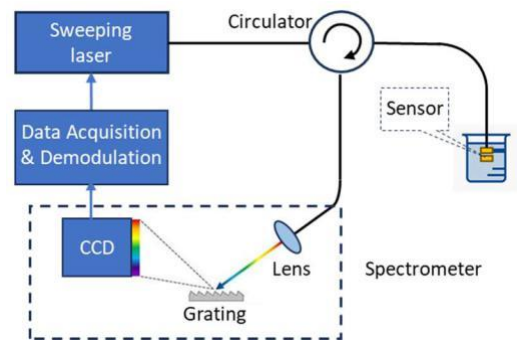 Sweeping
laser
Circulator
Sensor
Data Acquisition
& Demodulation
CCD
Lens
Grating
Spectrometer